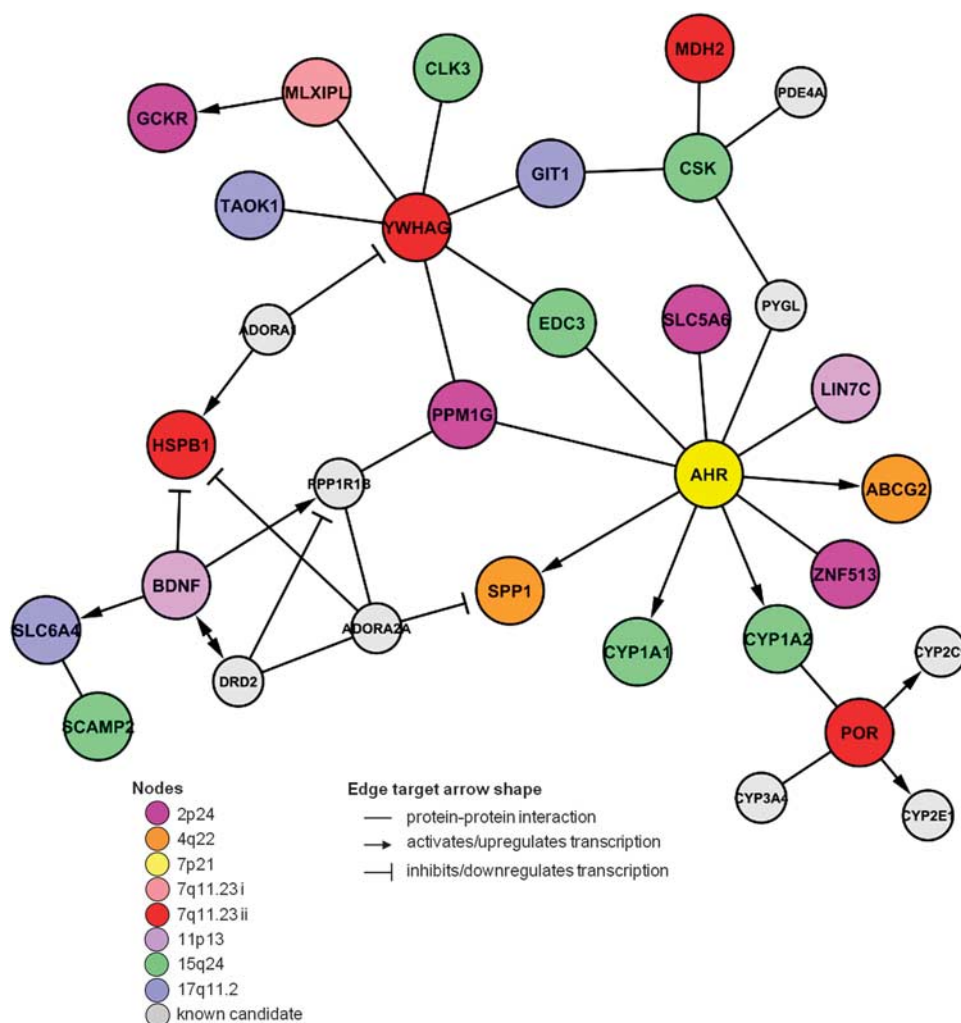 MDH2
CLK3
PDE4A
MLXIPL
GCKR
CSK
GIT1
TAOK1
YWHAG
PYGL
SLC5A6
EDC3
ADORA1
LIN7C
PPM1G
HSPB1
AHR
PPP1R1B
ABCG2
ZNF513
BDNF
SPP1
SLC6A4
ADORA2A
CYP1A2
CYP1A1
CYP2C9
DRD2
SCAMP2
POR
CYP3A4
CYP2E1
Nodes
2p24
4q22
7p21
7q11.23 i
7q11.23 ii
11p13
15q24
17q11.2
known candidate
Edge target arrow shape
protein-protein interaction
activates/upregulates transcription
inhibits/downregulates transcription